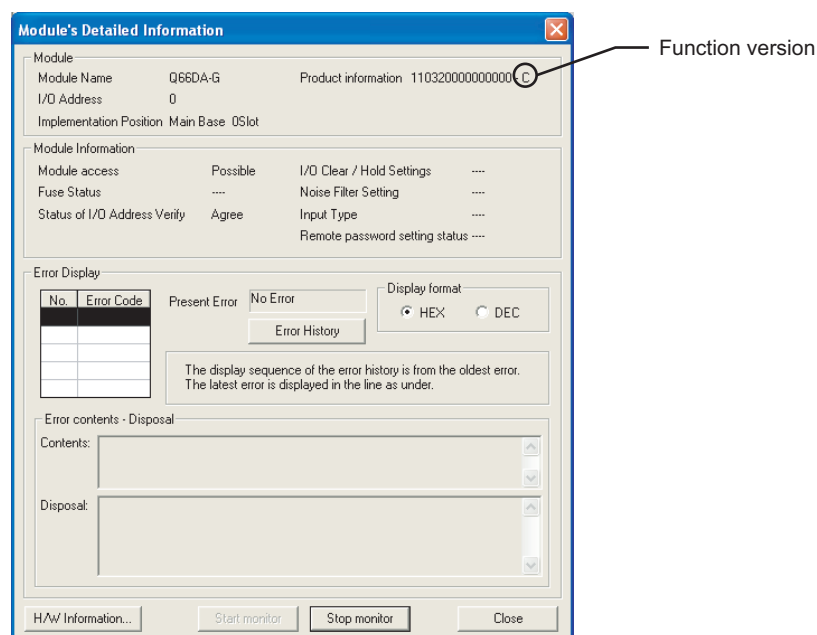 Module's Detailed Information
Function version
Module
Module Name Q66DA-G Product information 110320000000000 - C
I/O Address 0
Implementation Position Main Base 0Slot
Module Information
Module access Possible I/O Clear / Hold Settings ----
Fuse Status ---- Noise Filter Setting ----
Status of I/O Address Verify Agree Input Type ----
Remote password setting status ----
Error Display
No. Error Code Present Error No Error
Display format
HEX DEC
Error History
The display sequence of the error history is from the oldest error.
The latest error is displayed in the line as under.
Error contents - Disposal
Contents:
Disposal:
H/W Information... Start monitor Stop monitor Close